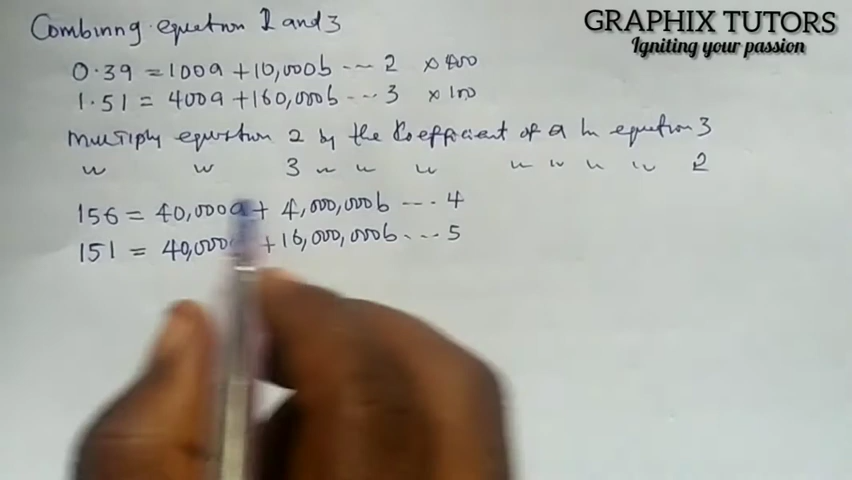 GRAPHIX TUTORS
Igniting your passion
Combinng equation 2 and 3
0.39 = 100a + 10,000b --- 2 x 400
1.51 = 400a + 160,000b --- 3 x 100
Multiply equation 2 by the Coefficient of a in equation 3
" " 3 " " " " " " " 2
156 = 40,000a + 4,000,000b --- 4
151 = 40,000 + 16,000,000b --- 5